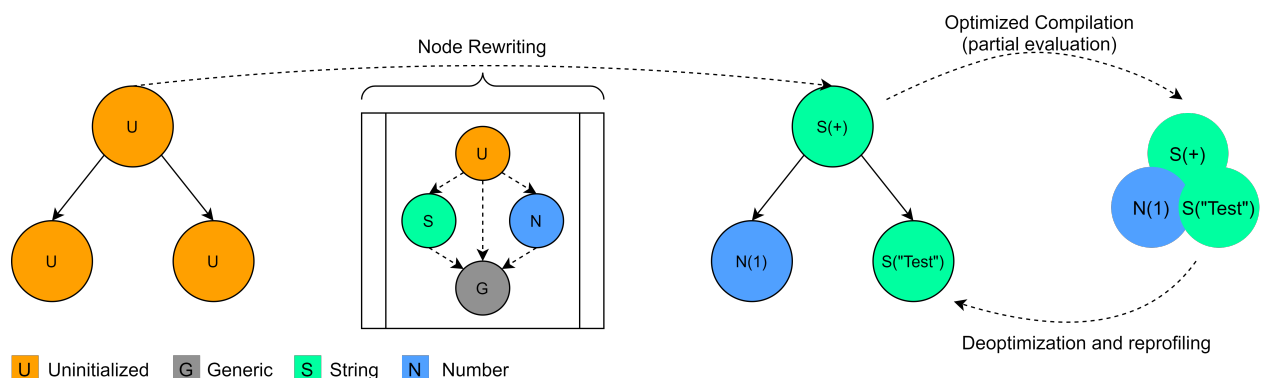 Optimized Compilation
(partial evaluation)
Node Rewriting
U
U
U
U
S
N
G
S(+)
N(1)
S("Test")
S(+)
N(1)
S("Test")
Deoptimization and reprofiling
U Uninitialized
G Generic
S String
N Number